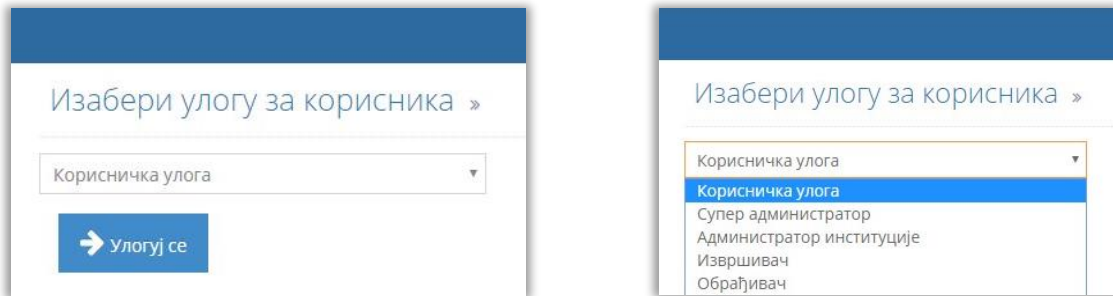 Изабери улогу за корисника »
Корисничка улога
Улогуј се
Изабери улогу за корисника »
Корисничка улога
Корисничка улога
Супер администратор
Администратор институције
Извршивач
Обрађивач